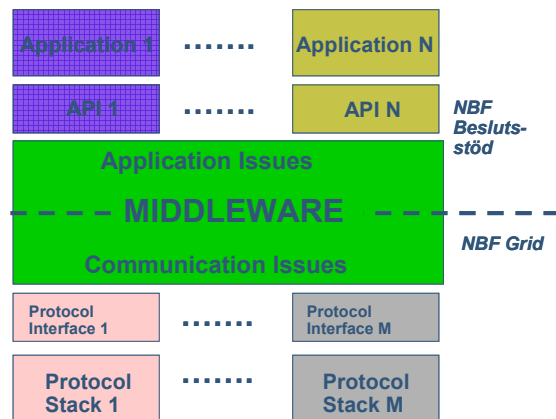 Application 1 ....... Application N
API 1 ....... API N
NBF
Besluts-
stöd
Application Issues
MIDDLEWARE
NBF Grid
Communication Issues
Protocol
Interface 1
.......
Protocol
Interface M
Protocol
Stack 1
.......
Protocol
Stack M